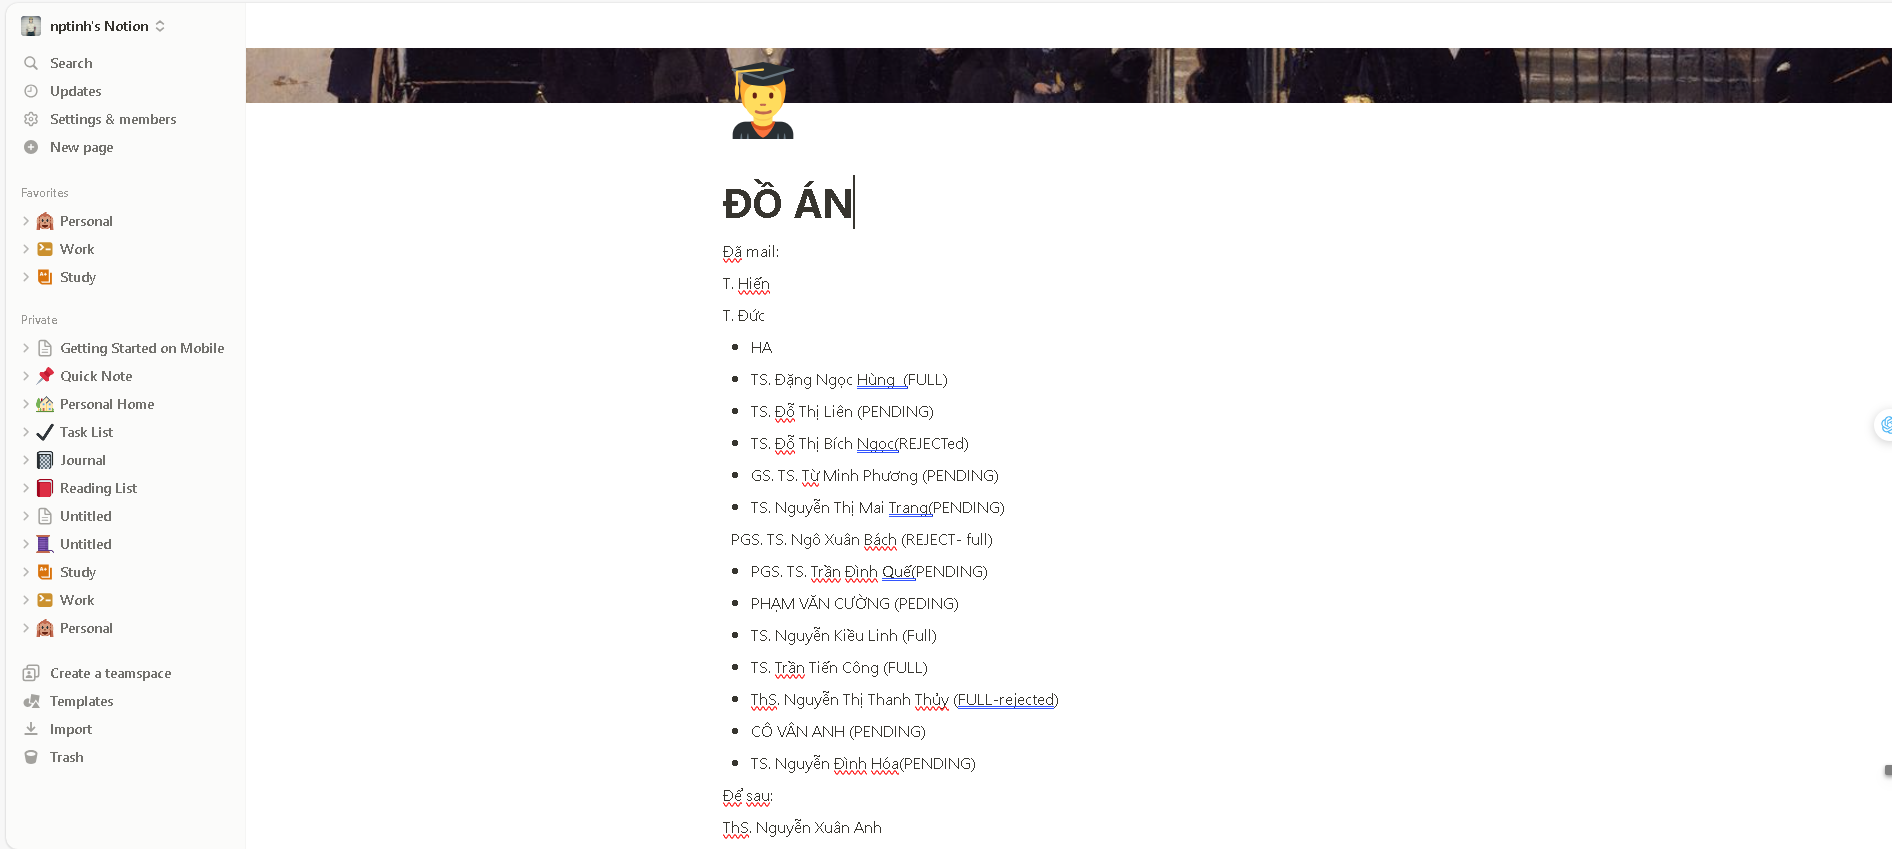 nptinh's Notion
Search
Updates
Settings & members
New page
Favorites
Personal
Work
Study
Private
Getting Started on Mobile
Quick Note
Personal Home
Task List
Journal
Reading List
Untitled
Untitled
Study
Work
Personal
Create a teamspace
Templates
Import
Trash
ĐỒ ÁN
Đã mail:
T. Hiến
T. Đức
• HA
• TS. Đặng Ngọc Hùng  (FULL)
• TS. Đỗ Thị Liên (PENDING)
• TS. Đỗ Thị Bích Ngọc(REJECTed)
• GS. TS. Từ Minh Phương (PENDING)
• TS. Nguyễn Thị Mai Trang(PENDING)
PGS. TS. Ngô Xuân Bách (REJECT- full)
• PGS. TS. Trần Đình Quế(PENDING)
• PHẠM VĂN CƯỜNG (PEDING)
• TS. Nguyễn Kiều Linh (Full)
• TS. Trần Tiến Công (FULL)
• ThS. Nguyễn Thị Thanh Thủy (FULL-rejected)
• CÔ VÂN ANH (PENDING)
• TS. Nguyễn Đình Hóa(PENDING)
Để sau:
ThS. Nguyễn Xuân Anh